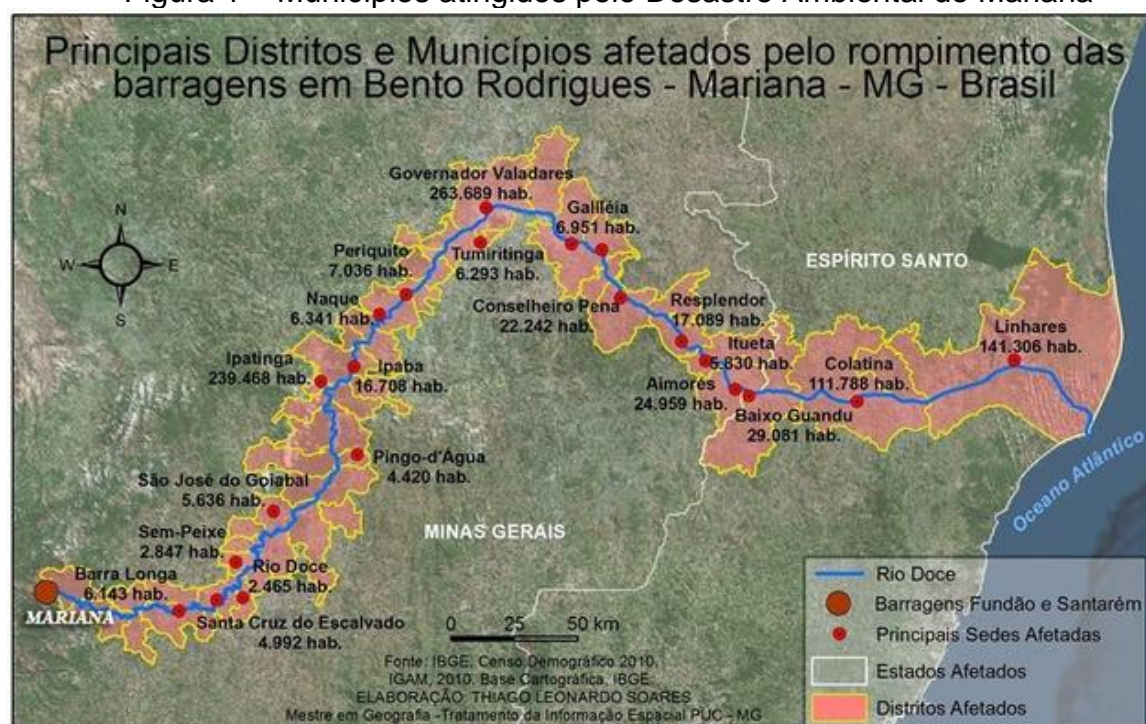 Figura 1 – Municípios atingidos pelo Desastre Ambiental de Mariana
Principais Distritos e Municípios afetados pelo rompimento das
barragens em Bento Rodrigues - Mariana - MG - Brasil
Governador Valadares
263.689 hab.
Galiléia
6.951 hab.
N
W
E
S
Periquito
7.036 hab.
Tumiritinga
6.293 hab.
ESPÍRITO SANTO
Naque
6.341 hab.
Conselheiro Pena
22.242 hab.
Resplendor
17.089 hab.
Linhares
141.306 hab.
Itueta
5.830 hab.
Ipatinga
239.468 hab.
Ipaba
16.708 hab.
Colatina
111.788 hab.
Aimorés
24.959 hab.
Baixo Guandu
29.081 hab.
Pingo-d'Água
4.420 hab.
Oceano Atlântico
São José do Goiabal
5.636 hab.
MINAS GERAIS
Sem-Peixe
2.847 hab.
Rio Doce
2.465 hab.
Barra Longa
6.143 hab.
MARIANA
Santa Cruz do Escalvado
4.992 hab.
0 25 50 km
Fonte: IBGE, Censo Demográfico 2010.
IGAM, 2010. Base Cartográfica, IBGE.
ELABORAÇÃO: THIAGO LEONARDO SOARES
Mestre em Geografia -Tratamento da Informação Espacial PUC - MG
Rio Doce
Barragens Fundão e Santarém
Principais Sedes Afetadas
Estados Afetados
Distritos Afetados